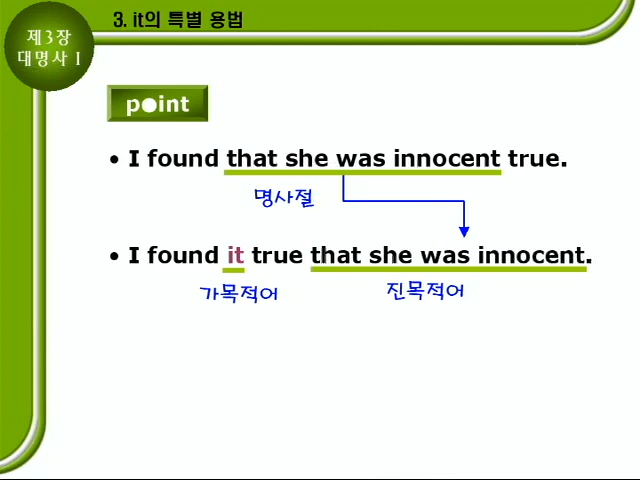 3. it의 특별 용법
제3장
대명사 I
point
• I found that she was innocent true.
명사절
• I found it true that she was innocent.
가목적어
진목적어